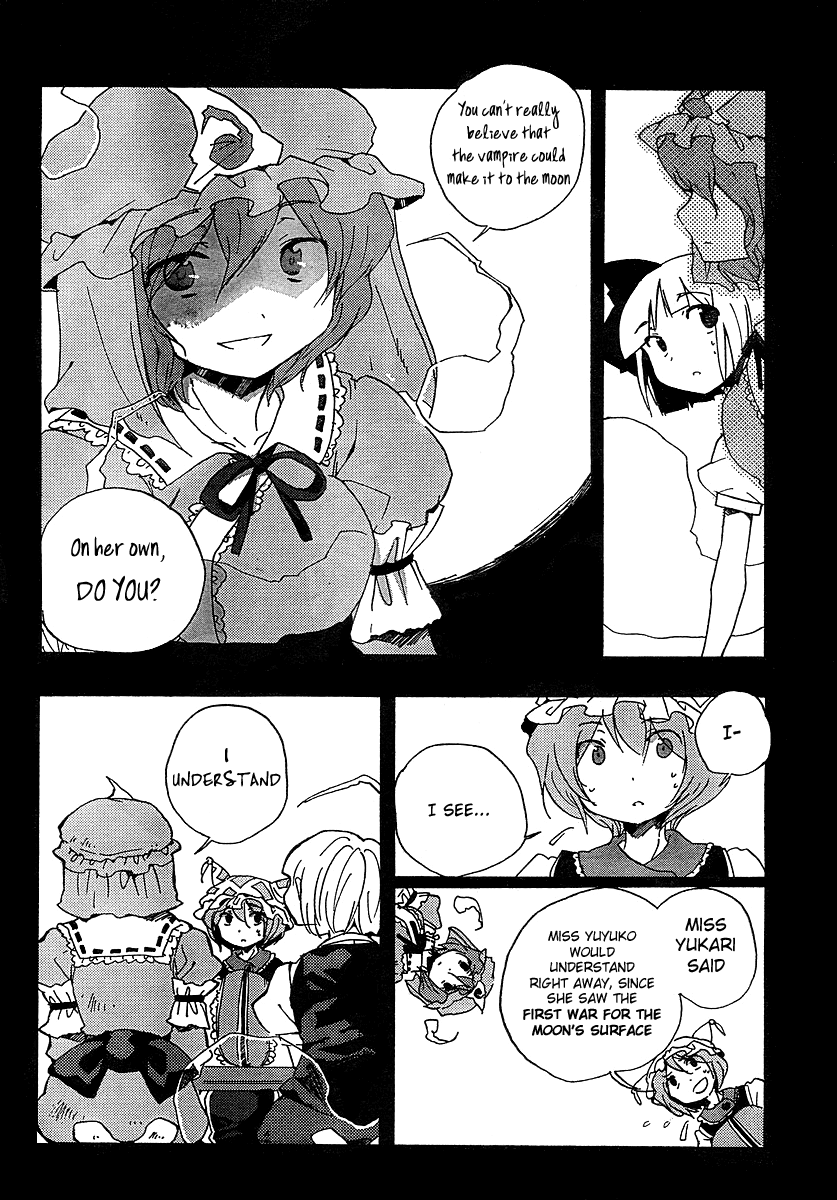 You can't really
believe that
the vampire could
make it to the moon
On her own,
DO YOU?
I-
I SEE...
MISS
YUKARI
SAID
MISS YUYUKO
WOULD
UNDERSTAND
RIGHT AWAY, SINCE
SHE SAW THE
FIRST WAR FOR THE
MOON'S SURFACE
I
UNDERSTAND